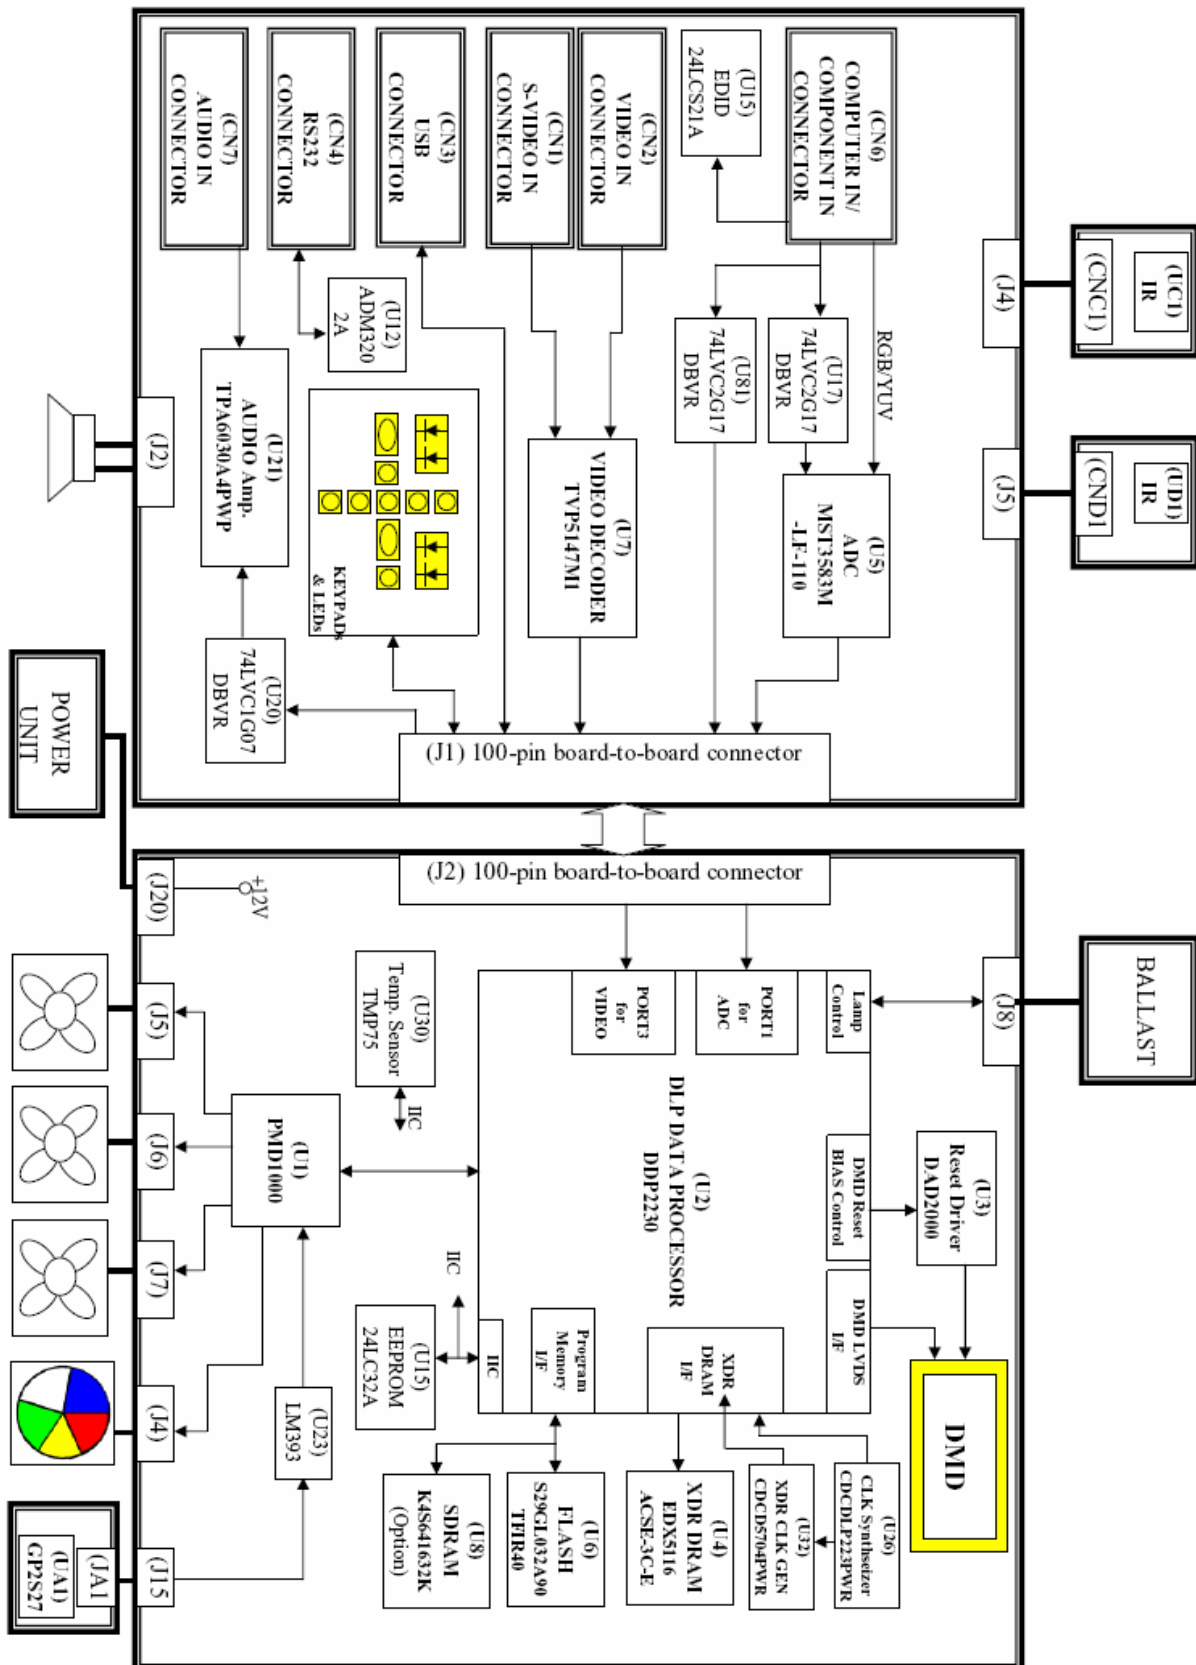 (UC1)
IR
(CNC1)
(UD1)
IR
(CND1
(J4)
(J5)
(CN6)
COMPUTER IN/
COMPONENT IN
CONNECTOR
(U15)
EDID
24LCS21A
(CN2)
VIDEO IN
CONNECTOR
(CN1)
S-VIDEO IN
CONNECTOR
(CN3)
USB
CONNECTOR
(CN4)
RS232
CONNECTOR
(CN7)
AUDIO IN
CONNECTOR
RGB/YUV
(U17)
74LVC2G17
DBVR
(U81)
74LVC2G17
DBVR
(U12)
ADM320
2A
(U5)
ADC
MST3583M
-LF-110
(U7)
VIDEO DECODER
TVP5147M1
KEYPADs
& LEDs
(U21)
AUDIO Amp.
TPA6030A4PWP
(U20)
74LVC1G07
DBVR
(J2)
(J1) 100-pin board-to-board connector
POWER
UNIT
BALLAST
(J8)
(J2) 100-pin board-to-board connector
(J20)
+12V
Lamp
Control
PORT1
for
ADC
PORT3
for
VIDEO
(U30)
Temp. Sensor
TMP75
IIC
(U2)
DLP DATA PROCESSOR
DDP2230
DMD Reset
BIAS Control
DMD LVDS
I/F
XDR
DRAM
I/F
Program
Memory
I/F
IIC
IIC
(U3)
Reset Driver
DAD2000
DMD
(U1)
PMD1000
(U15)
EEPROM
24LC32A
(U23)
LM393
(U26)
CLK Synthseizer
CDCDLP223PWR
(U32)
XDR CLK GEN
CDCD5704PWR
(U4)
XDR DRAM
EDX5116
ACSE-3C-E
(U6)
FLASH
S29GL032A90
TFIR40
(U8)
SDRAM
K4S641632K
(Option)
(J5)
(J6)
(J7)
(J4)
(J15
(JA1
(UA1)
GP2S27